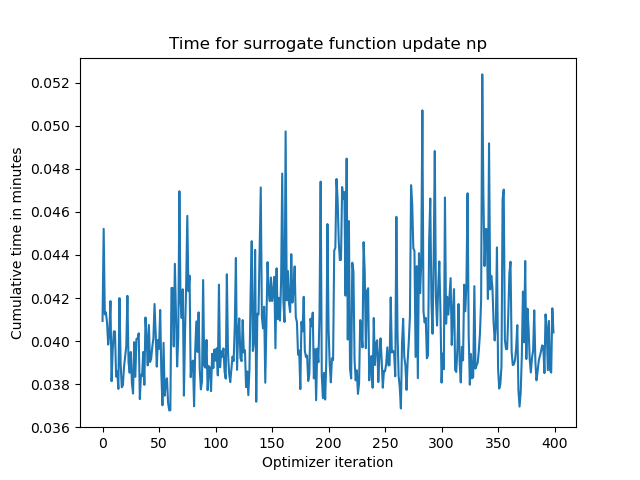 Time for surrogate function update np
Cumulative time in minutes
0.052
0.050
0.048
0.046
0.044
0.042
0.040
0.038
0.036
0 50 100 150 200 250 300 350 400
Optimizer iteration